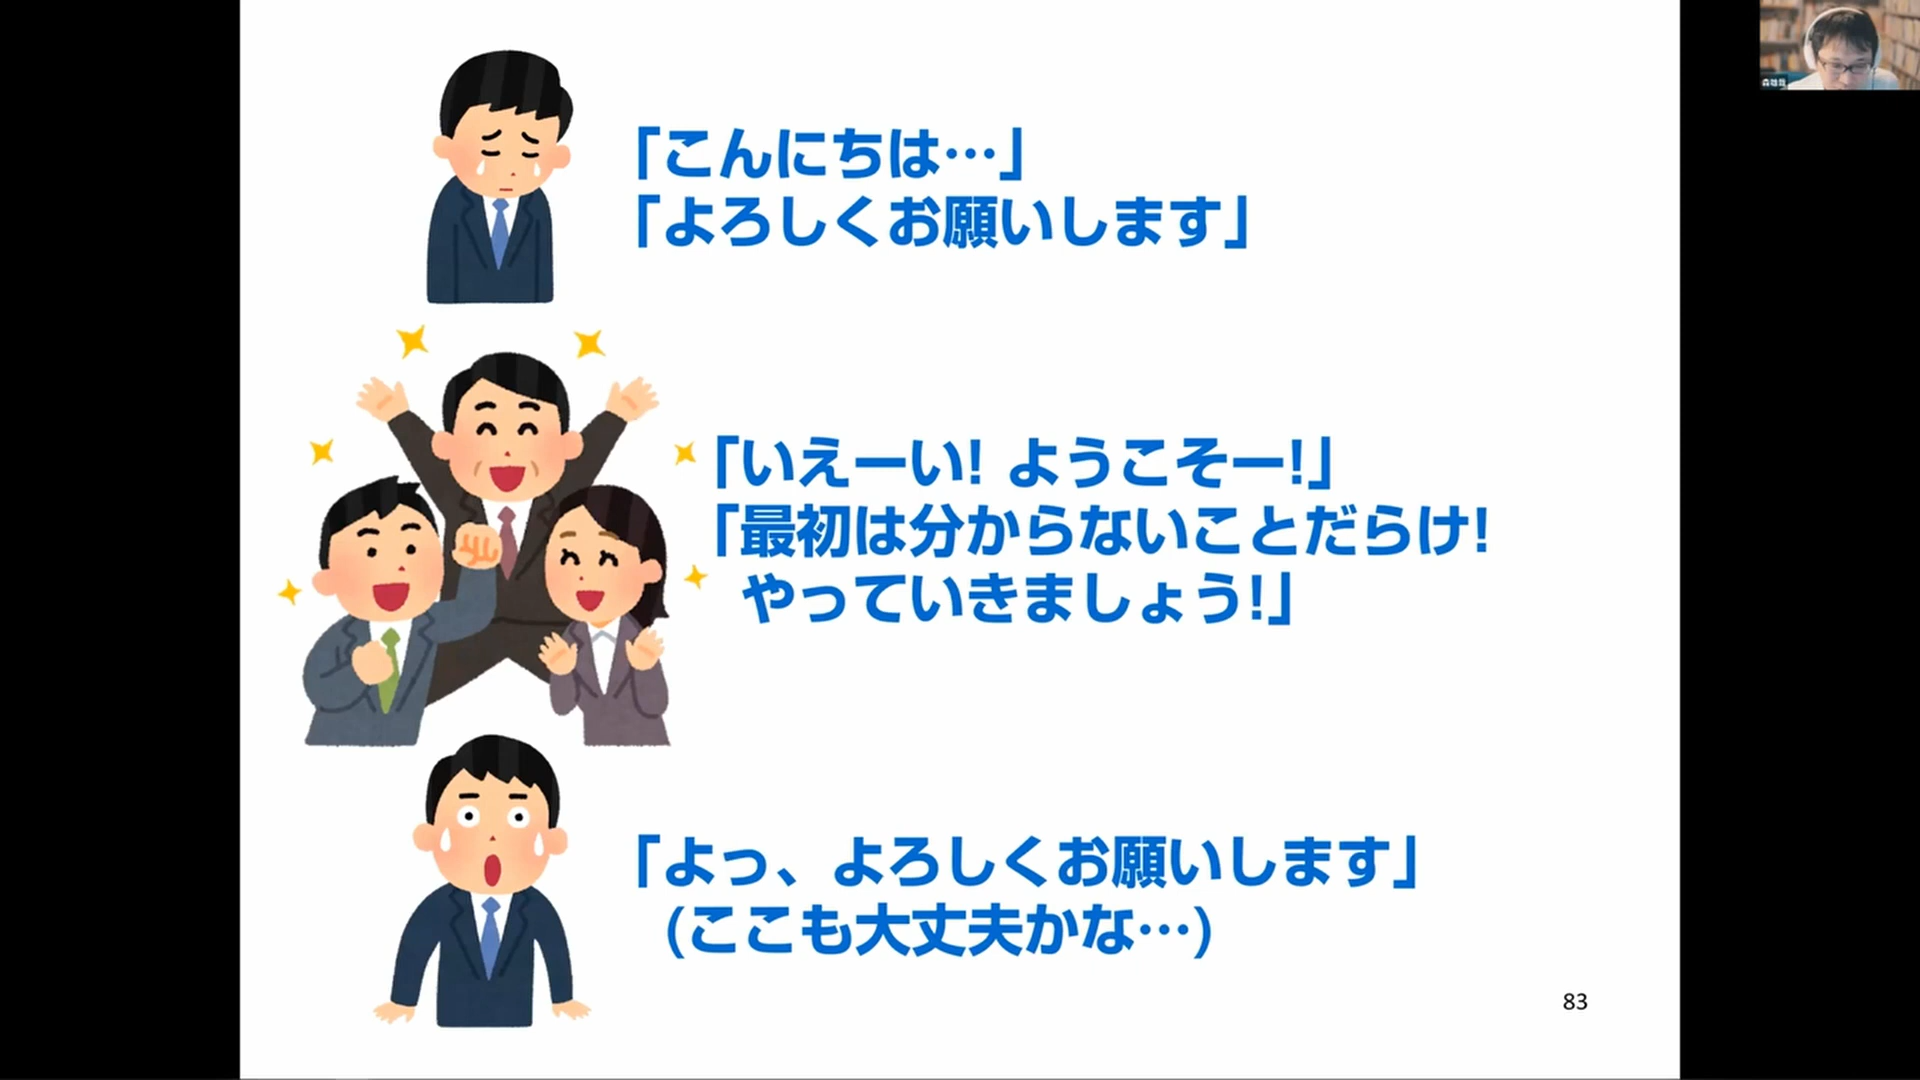 「こんにちは…」
「よろしくお願いします」
「いえーい! ようこそー!」
「最初は分からないことだらけ!
やっていきましょう!」
「よっ、よろしくお願いします」
(ここも大丈夫かな…)
83